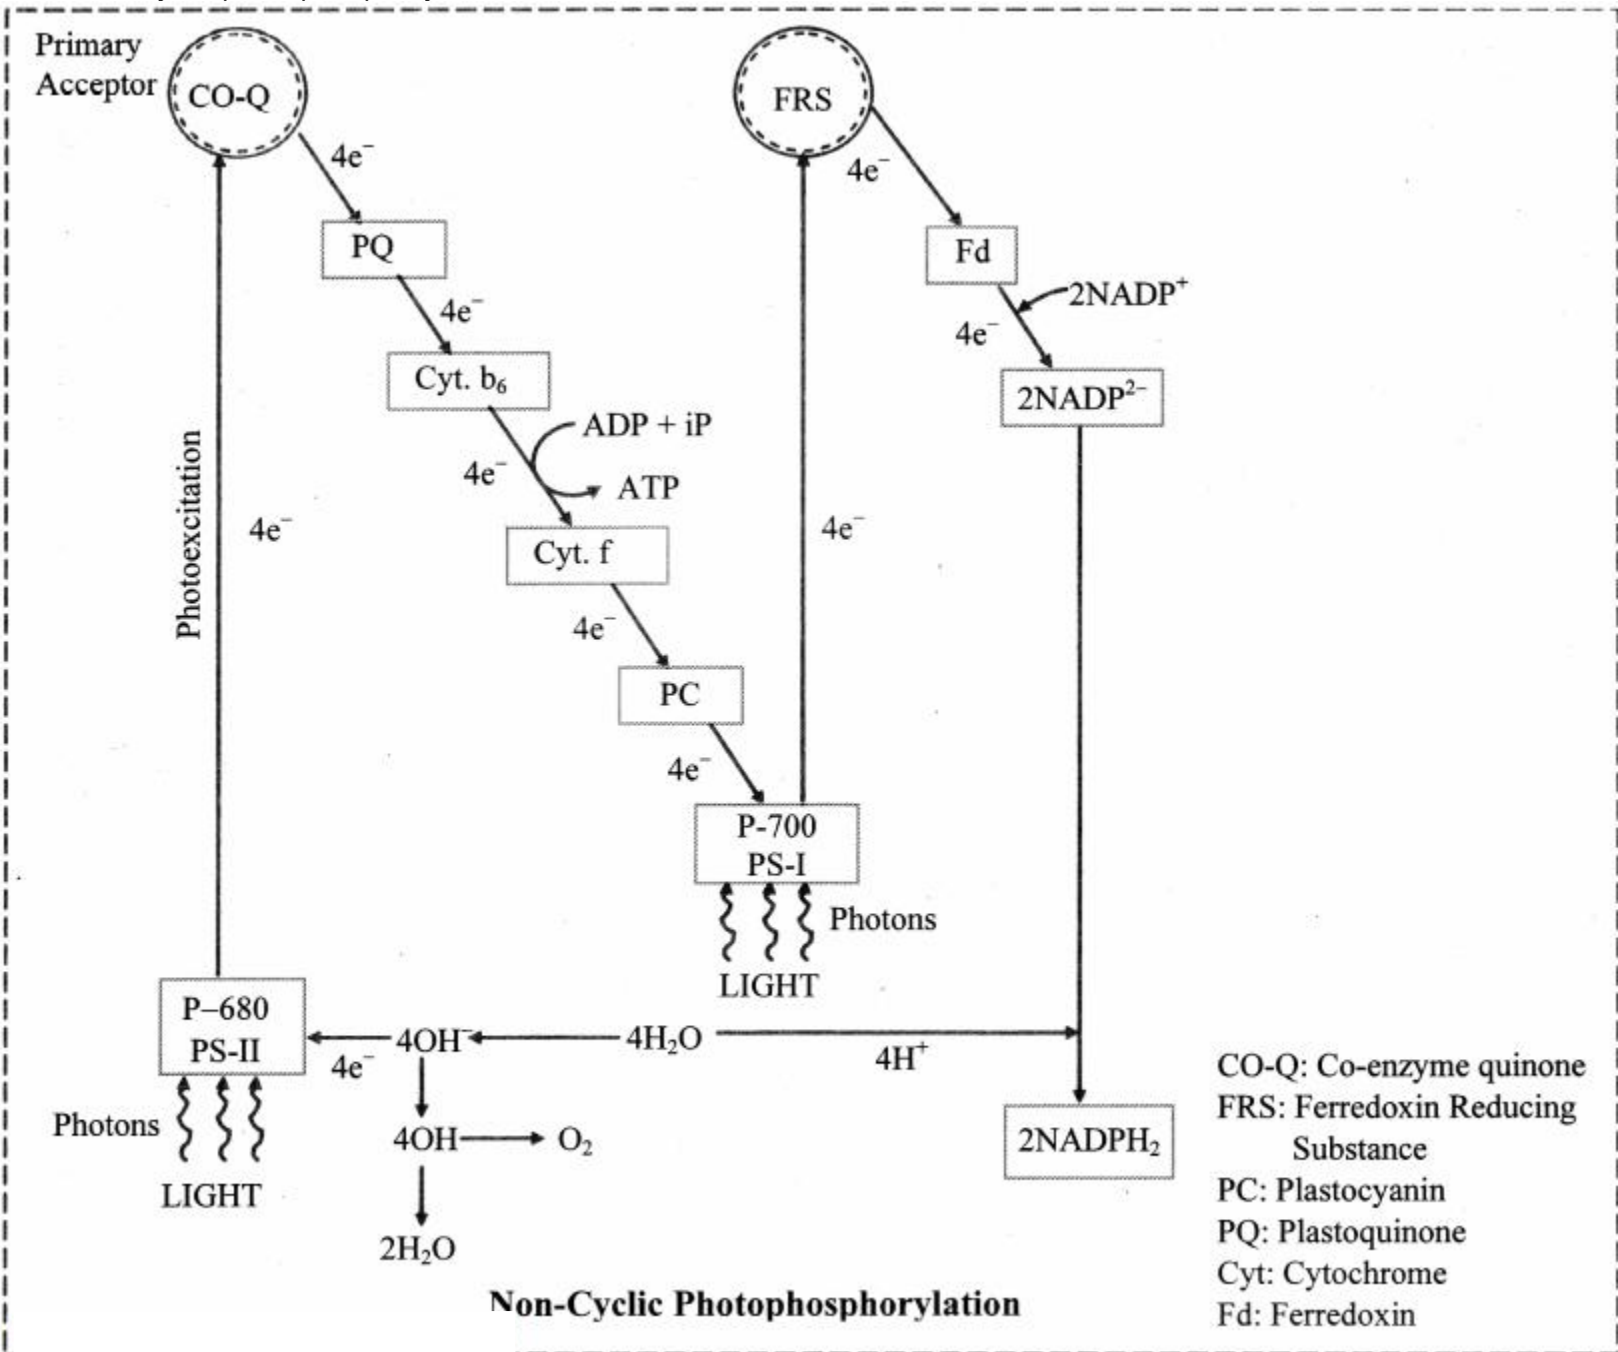 Primary
Acceptor
CO-Q
4e⁻
PQ
4e⁻
Cyt. b₆
ADP + iP
4e⁻
ATP
Cyt. f
4e⁻
PC
4e⁻
P-700
PS-I
Photons
LIGHT
Photoexcitation
4e⁻
FRS
4e⁻
4e⁻
Fd
2NADP⁺
4e⁻
2NADP²⁻
P–680
PS-II
4e⁻
4OH⁻
4H₂O
4H⁺
Photons
LIGHT
4OH
O₂
2H₂O
2NADPH₂
CO-Q: Co-enzyme quinone
FRS: Ferredoxin Reducing
Substance
PC: Plastocyanin
PQ: Plastoquinone
Cyt: Cytochrome
Fd: Ferredoxin
Non-Cyclic Photophosphorylation